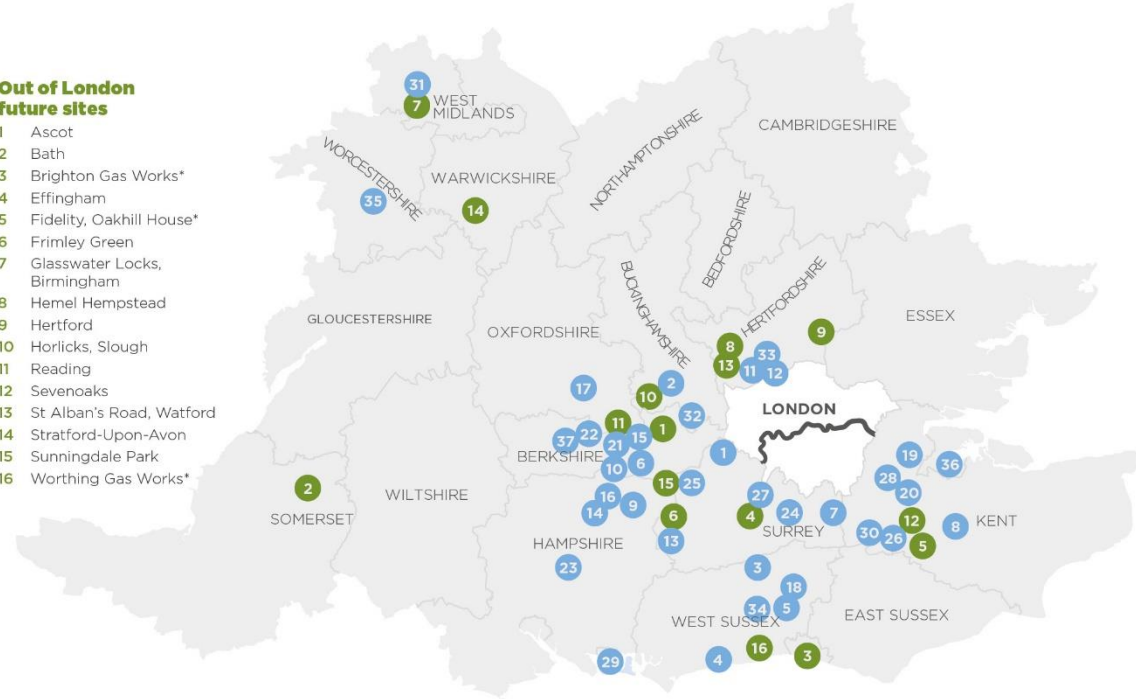 Out of London
future sites
1 Ascot
2 Bath
3 Brighton Gas Works*
4 Effingham
5 Fidelity, Oakhill House*
6 Frimley Green
7 Glasswater Locks,
Birmingham
8 Hemel Hempstead
9 Hertford
10 Horlicks, Slough
11 Reading
12 Sevenoaks
13 St Alban's Road, Watford
14 Stratford-Upon-Avon
15 Sunningdale Park
16 Worthing Gas Works*
31
7
WEST
MIDLANDS
CAMBRIDGESHIRE
NORTHAMPTONSHIRE
WORCESTERSHIRE
WARWICKSHIRE
35
14
BEDFORDSHIRE
BUCKINGHAMSHIRE
HERTFORDSHIRE
GLOUCESTERSHIRE
OXFORDSHIRE
ESSEX
9
8
33
13
11
12
17
2
10
32
LONDON
11
1
37
22
21
15
BERKSHIRE
1
19
10
6
36
28
2
15
25
20
WILTSHIRE
16
9
27
SOMERSET
14
6
4
24
7
12
8
KENT
SURREY
30
26
5
HAMPSHIRE
13
23
3
18
34
5
WEST SUSSEX
EAST SUSSEX
16
3
29
4